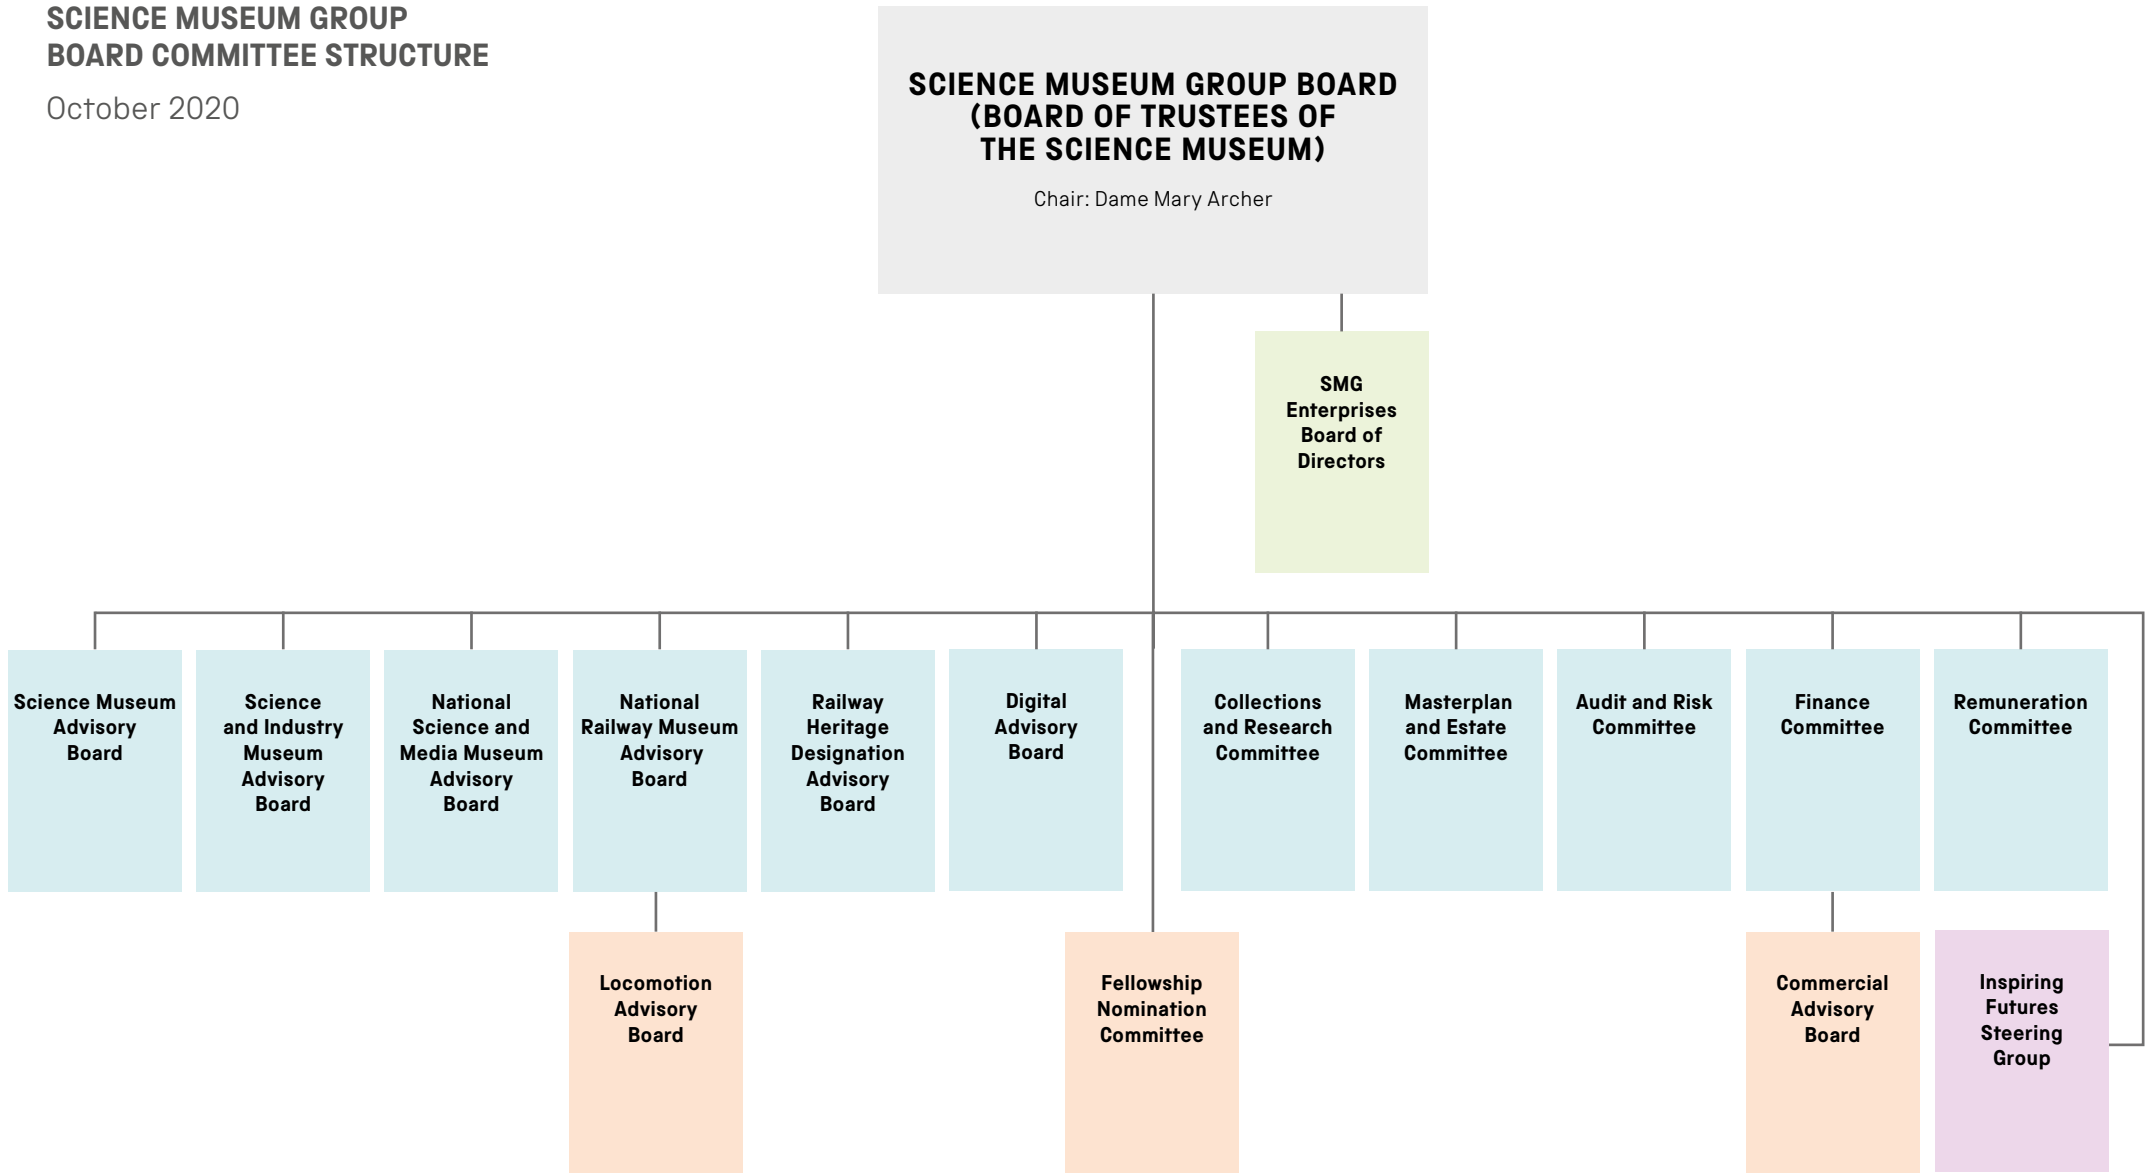 SCIENCE MUSEUM GROUP
BOARD COMMITTEE STRUCTURE
October 2020
SCIENCE MUSEUM GROUP BOARD
(BOARD OF TRUSTEES OF
THE SCIENCE MUSEUM)
Chair: Dame Mary Archer
SMG
Enterprises
Board of
Directors
Science Museum
Advisory
Board
Science
and Industry
Museum
Advisory
Board
National
Science and
Media Museum
Advisory
Board
National
Railway Museum
Advisory
Board
Railway
Heritage
Designation
Advisory
Board
Digital
Advisory
Board
Collections
and Research
Committee
Masterplan
and Estate
Committee
Audit and Risk
Committee
Finance
Committee
Remuneration
Committee
Locomotion
Advisory
Board
Fellowship
Nomination
Committee
Commercial
Advisory
Board
Inspiring
Futures
Steering
Group